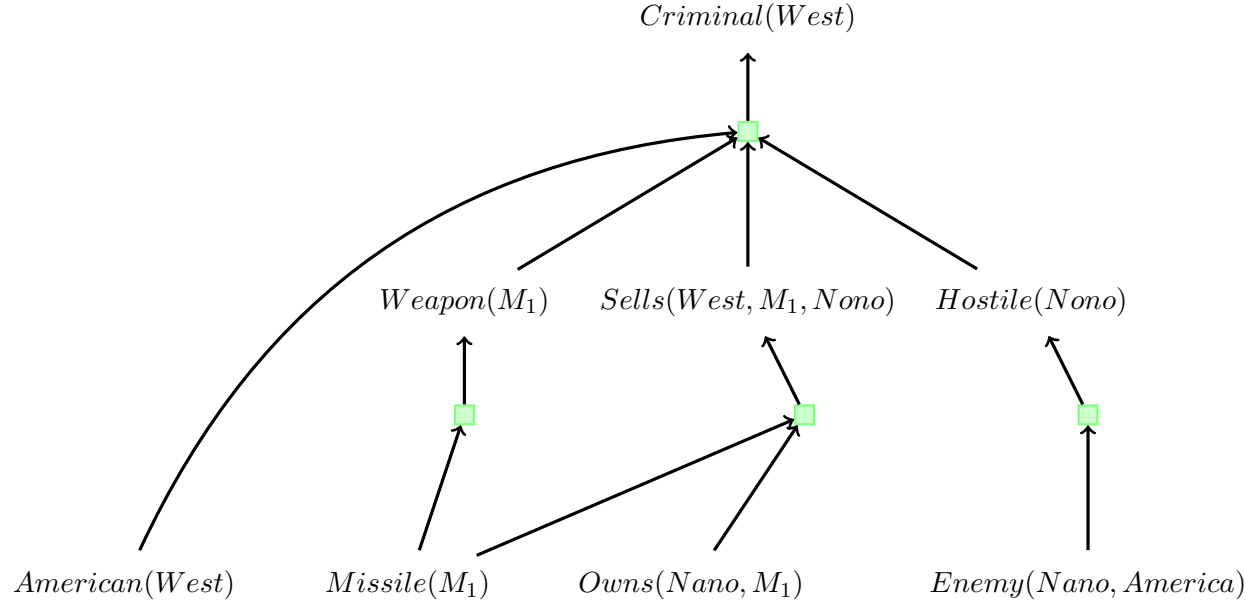 Criminal(West)
Weapon(M₁) Sells(West, M₁, Nono) Hostile(Nono)
American(West) Missile(M₁) Owns(Nano, M₁) Enemy(Nano, America)